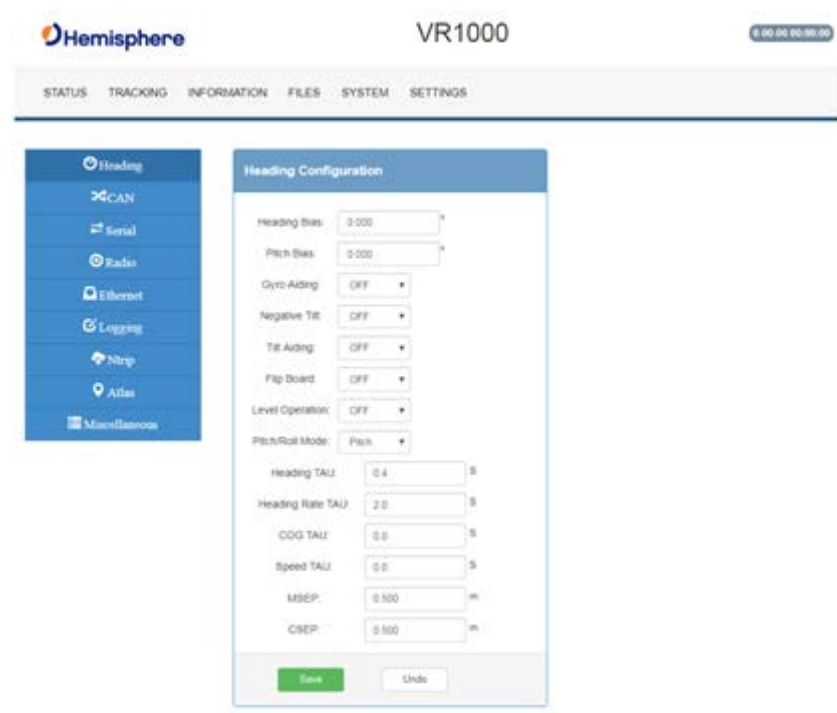 Hemisphere
VR1000
STATUS TRACKING INFORMATION FILES SYSTEM SETTINGS
Heading
CAN
Serial
Radio
Ethernet
Logging
Ntrip
Atlas
Miscellaneous
Heading Configuration
Heading Bias: 0.000 °
Pitch Bias: 0.000 °
Gyro Aiding: OFF
Negative Tilt: OFF
Tilt Aiding: OFF
Flip Board: OFF
Level Operation: OFF
Pitch/Roll Mode: Pitch
Heading TAU: 0.4 S
Heading Rate TAU: 2.0 S
COG TAU: 0.0 S
Speed TAU: 0.0 S
MSEP: 0.500 m
CSEP: 0.500 m
Save Undo